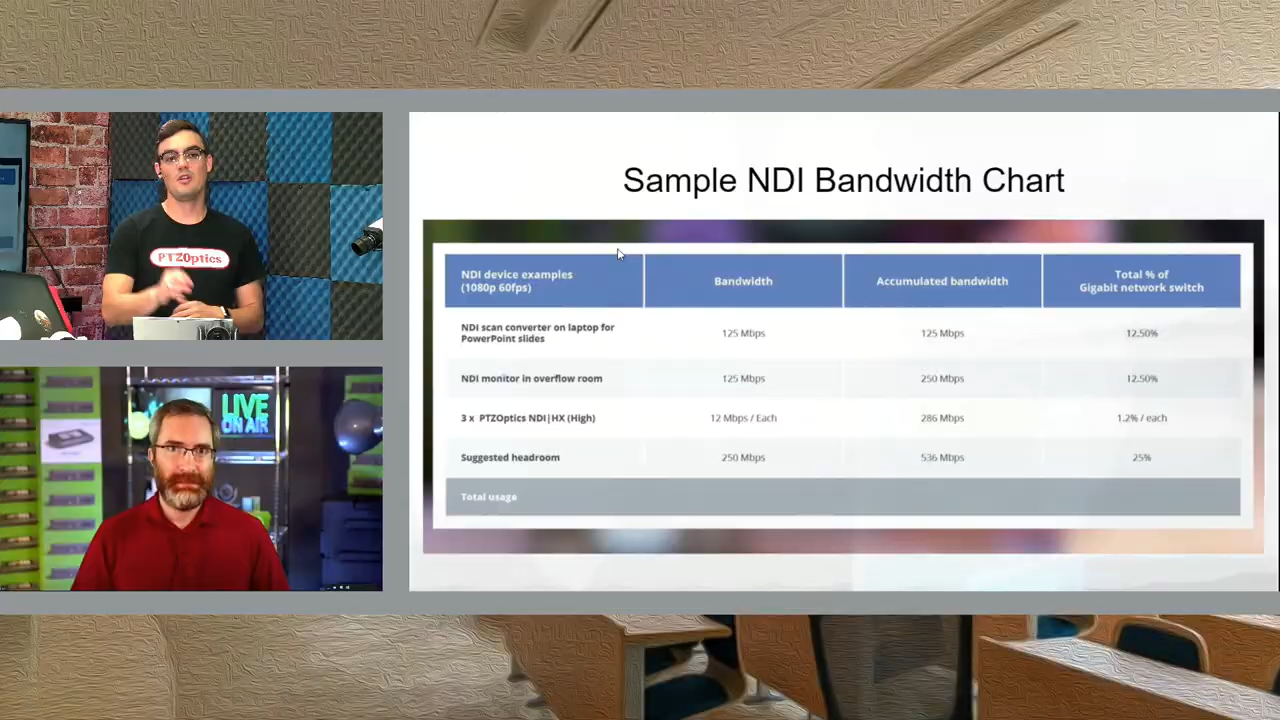 PTZOptics
LIVE
ON AIR
Sample NDI Bandwidth Chart
NDI device examples
(1080p 60fps)
Bandwidth
Accumulated bandwidth
Total % of
Gigabit network switch
NDI scan converter on laptop for
PowerPoint slides
125 Mbps
125 Mbps
12.50%
NDI monitor in overflow room
125 Mbps
250 Mbps
12.50%
3 x PTZOptics NDI|HX (High)
12 Mbps / Each
286 Mbps
1.2% / each
Suggested headroom
250 Mbps
536 Mbps
25%
Total usage